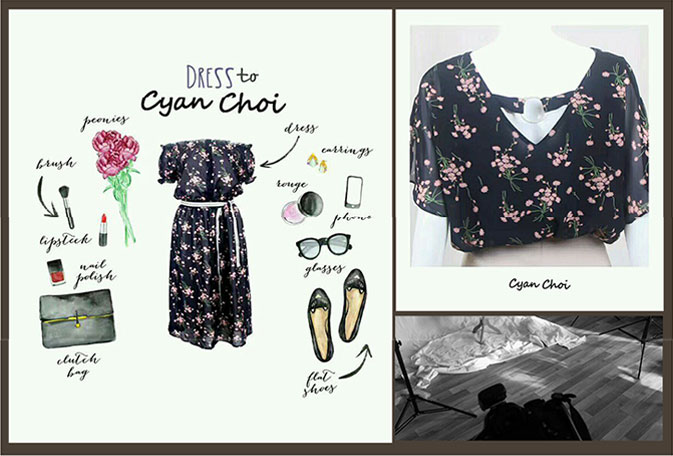 DRESS to
Cyan Choi
peonies
dress
brush
earrings
rouge
phone
lipstick
glasses
nail
polish
clutch
bag
flat
shoes
Cyan Choi